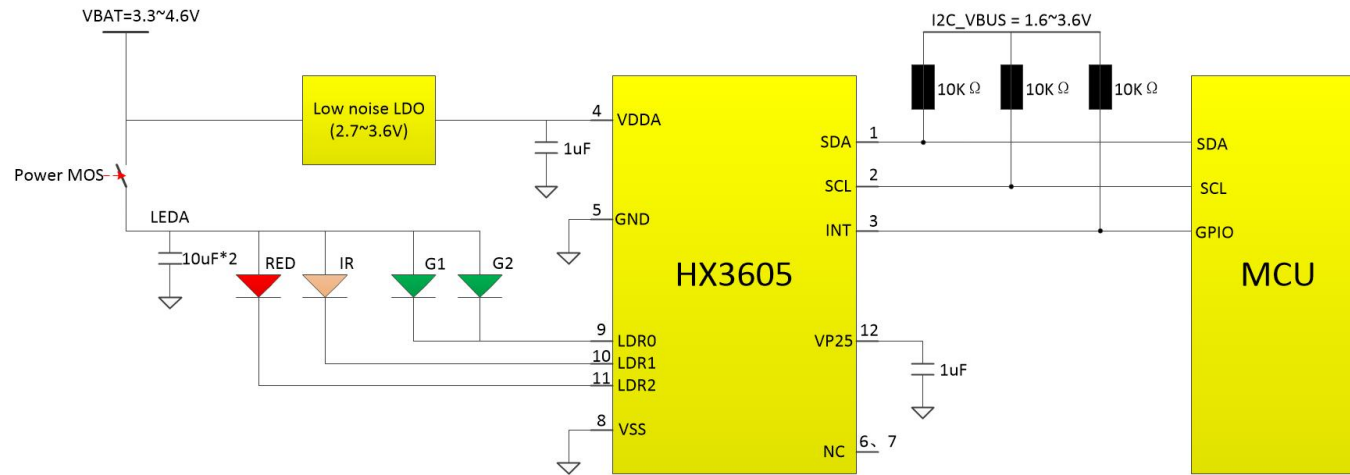 VBAT=3.3~4.6V
I2C_VBUS = 1.6~3.6V
10KΩ
10KΩ
10KΩ
Low noise LDO
(2.7~3.6V)
4
VDDA
1uF
SDA
1
SDA
Power MOS
SCL
2
SCL
LEDA
5
GND
INT
3
GPIO
10uF*2
RED
IR
G1
G2
HX3605
MCU
9
LDR0
VP25
12
10
LDR1
11
LDR2
1uF
8
VSS
NC
6、7